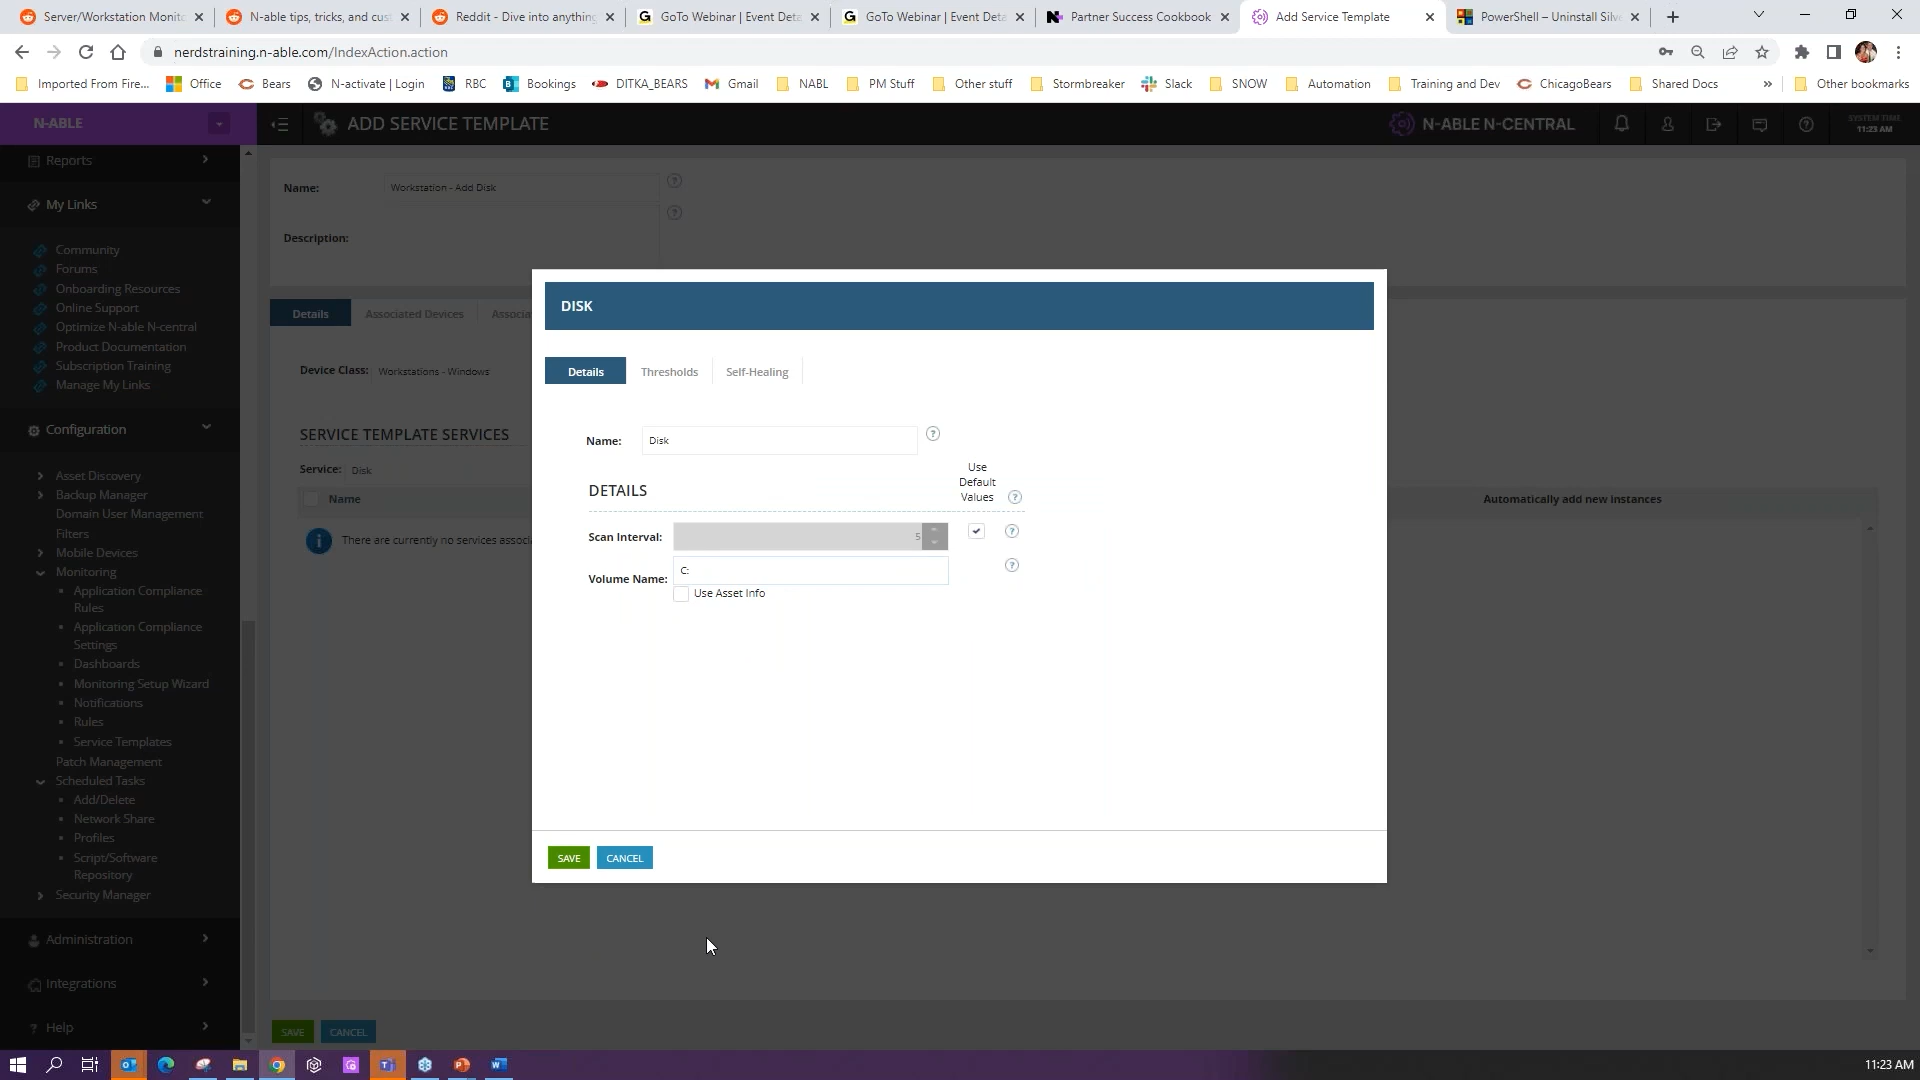 Server/Workstation Monito
N-able tips, tricks, and cus
Reddit - Dive into anything
GoTo Webinar | Event Deta
GoTo Webinar | Event Deta
Partner Success Cookbook
Add Service Template
PowerShell – Uninstall Silve
nerdstraining.n-able.com/IndexAction.action
Imported From Fire...
Office
Bears
N-activate | Login
RBC
Bookings
DITKA_BEARS
Gmail
NABL
PM Stuff
Other stuff
Stormbreaker
Slack
SNOW
Automation
Training and Dev
ChicagoBears
Shared Docs
»
Other bookmarks
N-ABLE
ADD SERVICE TEMPLATE
N-ABLE N-CENTRAL
SYSTEM TIME
11:23 AM
Reports
My Links
Community
Forums
Onboarding Resources
Online Support
Optimize N-able N-central
Product Documentation
Subscription Training
Manage My Links
Configuration
Asset Discovery
Backup Manager
Domain User Management
Filters
Mobile Devices
Monitoring
Application Compliance
Rules
Application Compliance
Settings
Dashboards
Monitoring Setup Wizard
Notifications
Rules
Service Templates
Patch Management
Scheduled Tasks
Add/Delete
Network Share
Profiles
Script/Software
Repository
Security Manager
Administration
Integrations
Help
Name:
Workstation - Add Disk
Description:
Details
Associated Devices
Associa
Device Class:
Workstations - Windows
SERVICE TEMPLATE SERVICES
Service:
Disk
Name
Automatically add new instances
There are currently no services associ
DISK
Details
Thresholds
Self-Healing
Name:
Disk
Use
Default
Values
DETAILS
Scan Interval:
5
Volume Name:
C:
Use Asset Info
SAVE
CANCEL
SAVE
CANCEL
11:23 AM